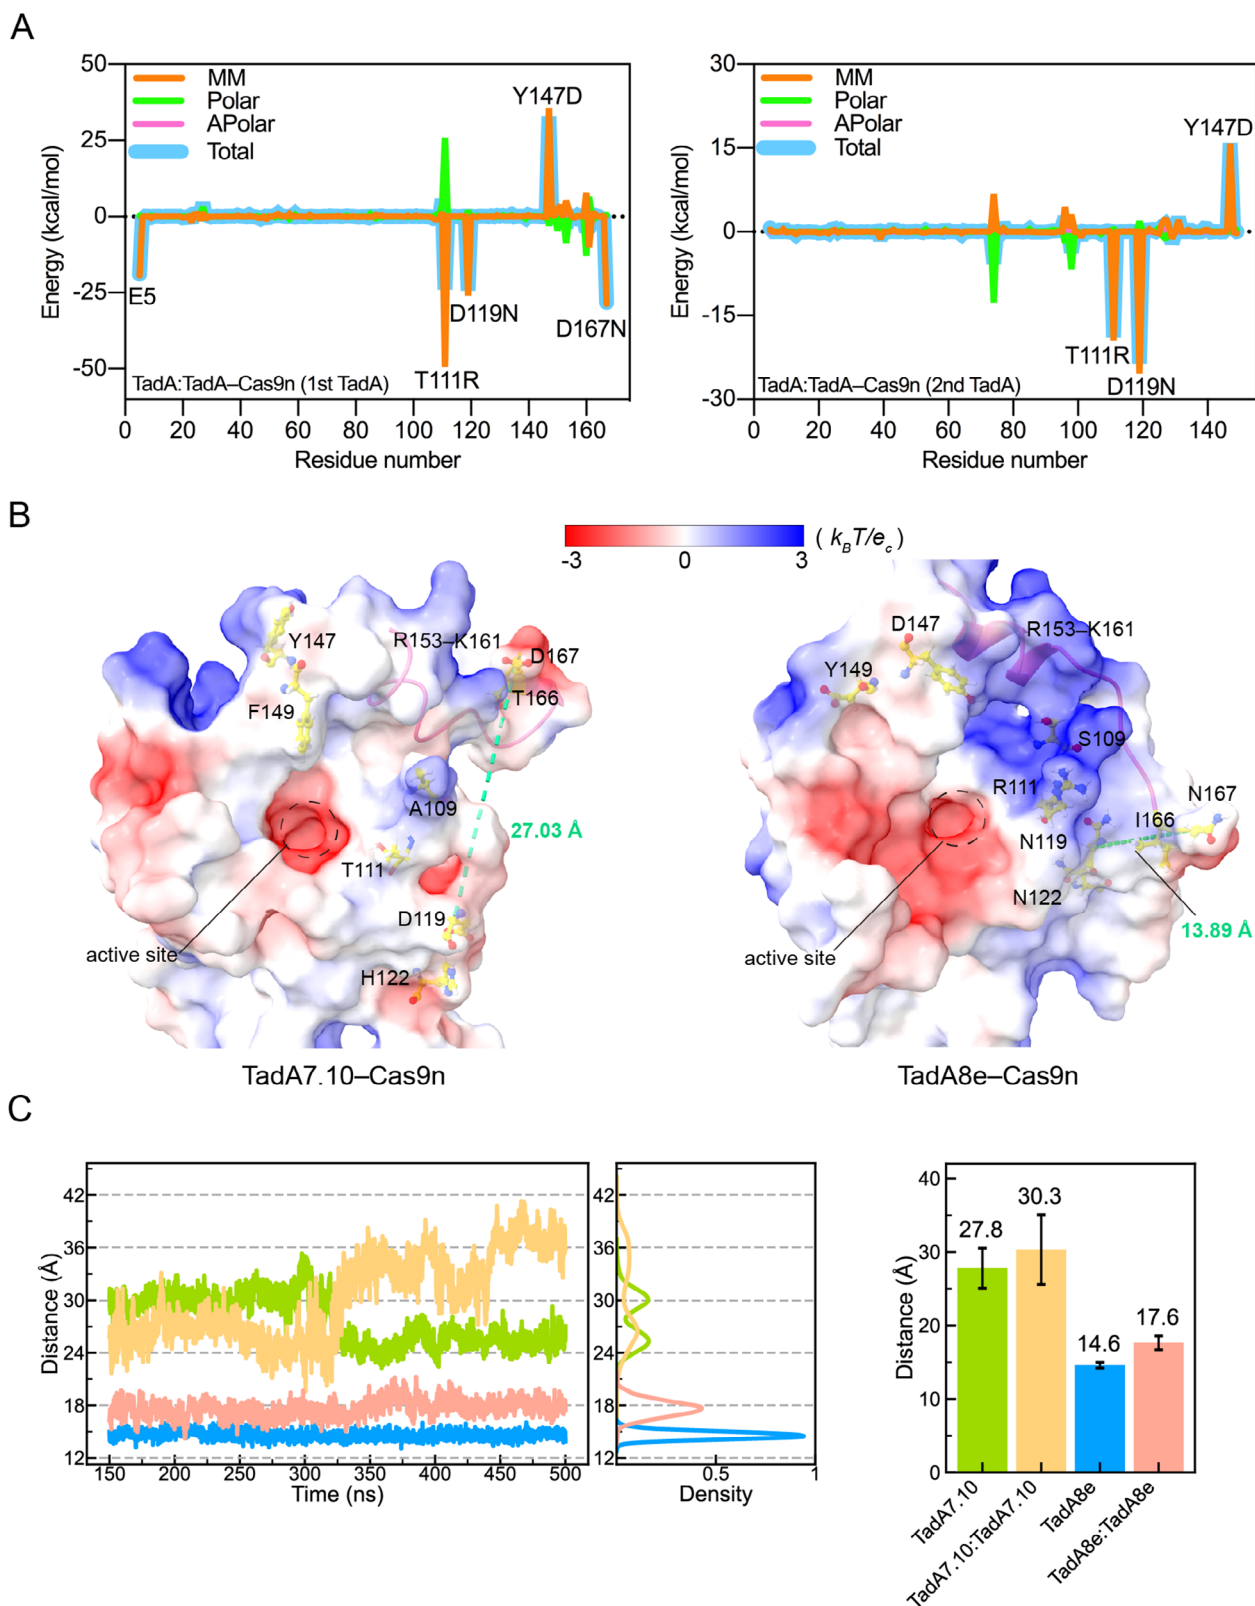 A
50
25
0
-25
-50
Energy (kcal/mol)
MM
Polar
APolar
Total
Y147D
E5
D119N
D167N
T111R
TadA:TadA–Cas9n (1st TadA)
0 20 40 60 80 100 120 140 160
Residue number
30
15
0
-15
-30
Energy (kcal/mol)
MM
Polar
APolar
Total
Y147D
T111R
D119N
TadA:TadA–Cas9n (2nd TadA)
0 20 40 60 80 100 120 140
Residue number
B
-3 0 3
( kBT/ec)
Y147
R153–K161
D167
T166
F149
A109
27.03 Å
T111
D119
active site
H122
TadA7.10–Cas9n
D147
R153–K161
Y149
S109
R111
N167
I166
N119
N122
13.89 Å
active site
TadA8e–Cas9n
C
42
36
30
24
18
12
Distance (Å)
150 200 250 300 350 400 450 500
Time (ns)
42
36
30
24
18
12
0.5 1
Density
40
30
20
10
0
Distance (Å)
27.8
30.3
14.6
17.6
TadA7.10
TadA7.10:TadA7.10
TadA8e
TadA8e:TadA8e